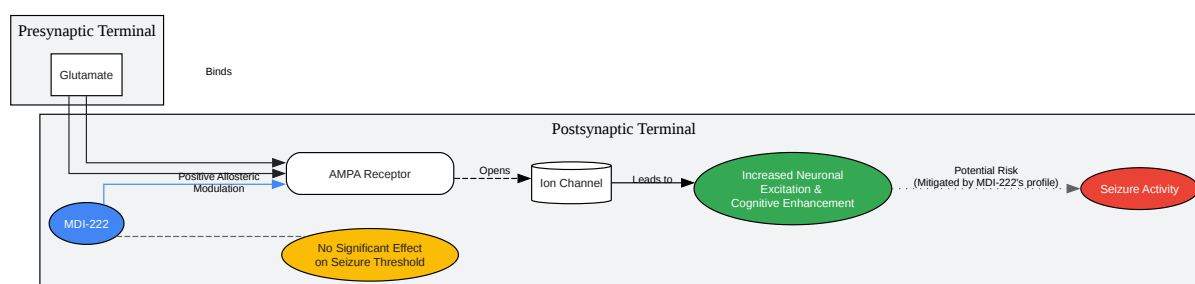 Presynaptic Terminal
Glutamate
Binds
Postsynaptic Terminal
Positive Allosteric
Modulation
AMPA Receptor
Opens
Ion Channel
Leads to
Increased Neuronal
Excitation &
Cognitive Enhancement
Potential Risk
(Mitigated by MDI-222's profile)
Seizure Activity
MDI-222
No Significant Effect
on Seizure Threshold